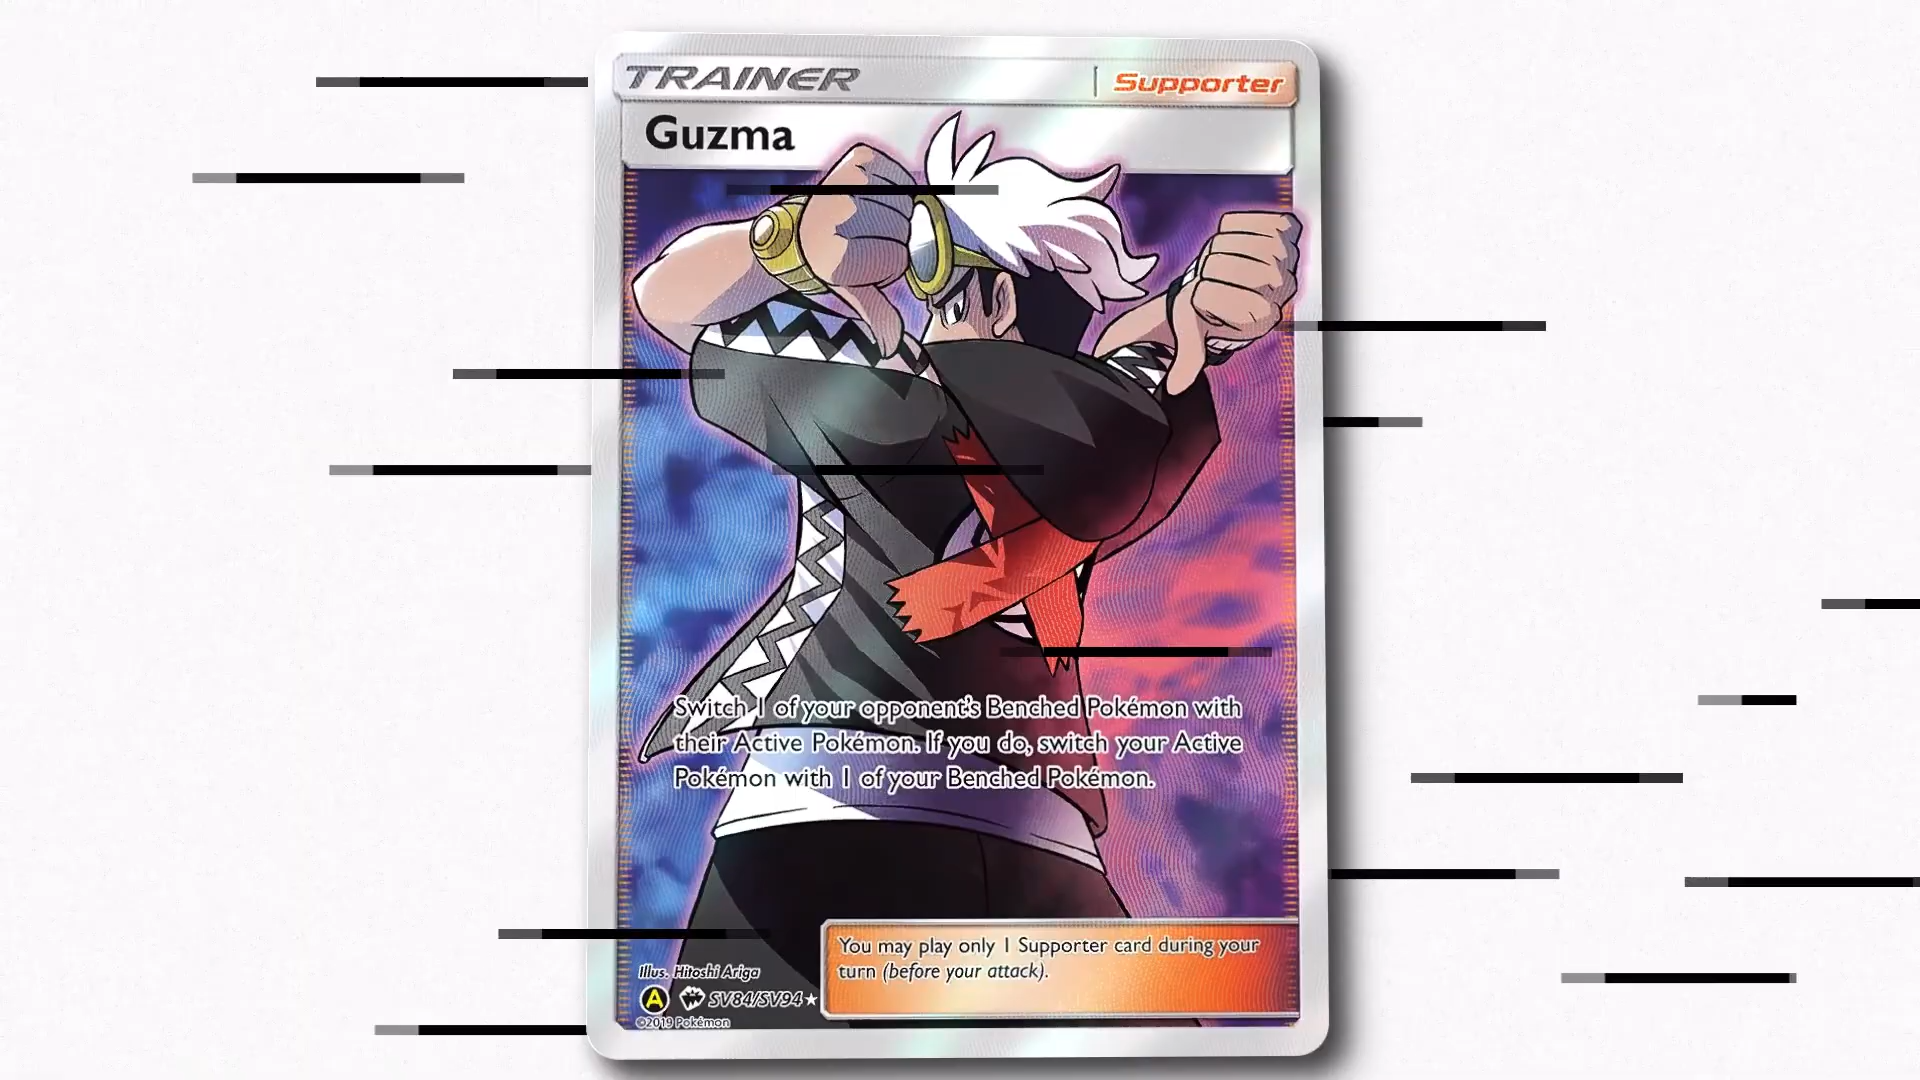 TRAINER
Supporter
Guzma
Switch 1 of your opponent's Benched Pokémon with
their Active Pokémon. If you do, switch your Active
Pokémon with 1 of your Benched Pokémon.
You may play only 1 Supporter card during your
turn (before your attack).
Illus. Hitoshi Ariga
A SV84/SV94★
©2019 Pokémon